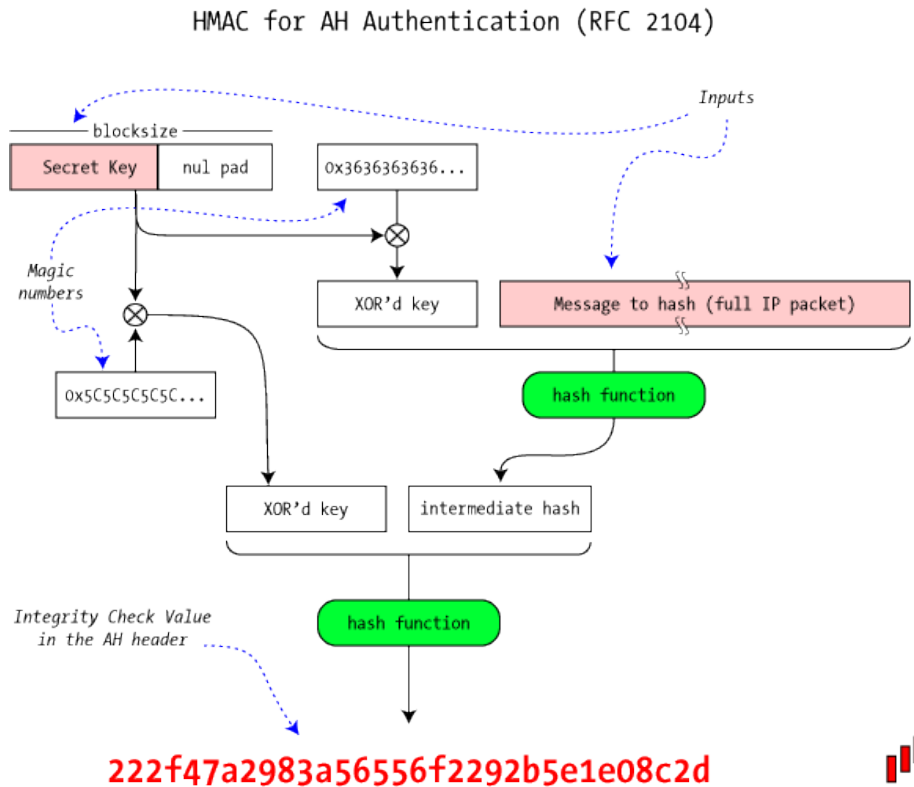 HMAC for AH Authentication (RFC 2104)
Inputs
blocksize
Secret Key
nul pad
0x3636363636...
Magic
numbers
XOR'd key
Message to hash (full IP packet)
0x5C5C5C5C5C...
hash function
XOR'd key
intermediate hash
Integrity Check Value
in the AH header
hash function
222f47a2983a56556f2292b5e1e08c2d